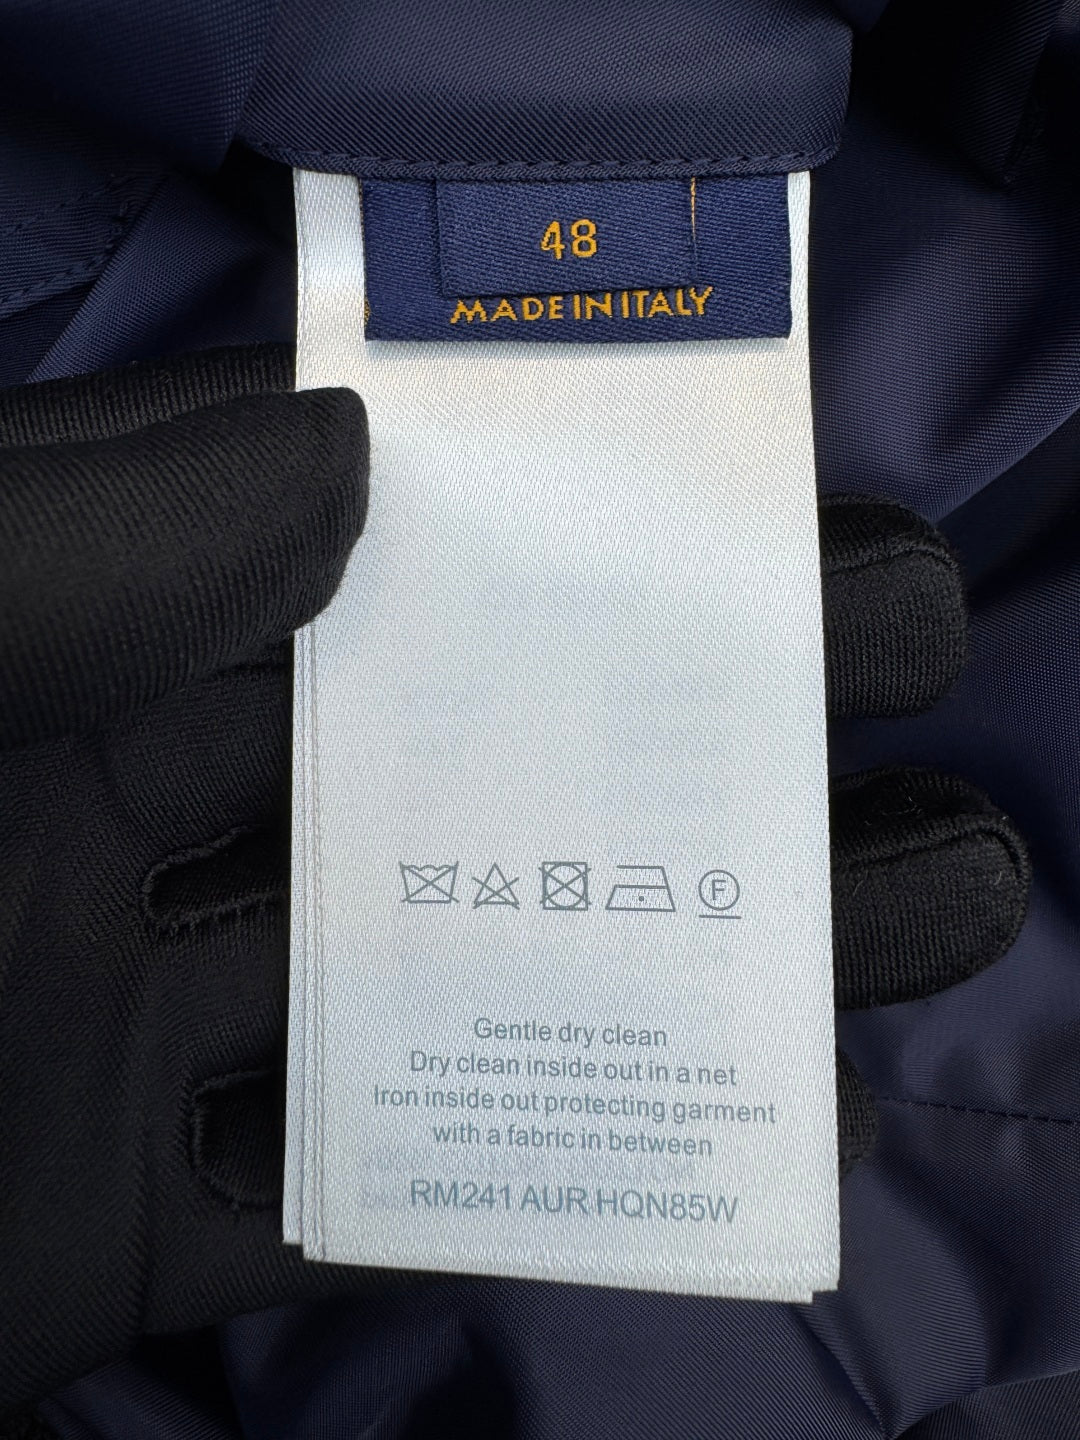 48
MADE IN ITALY
F
Gentle dry clean
Dry clean inside out in a net
Iron inside out protecting garment
with a fabric in between
RM241 AUR HQN85W